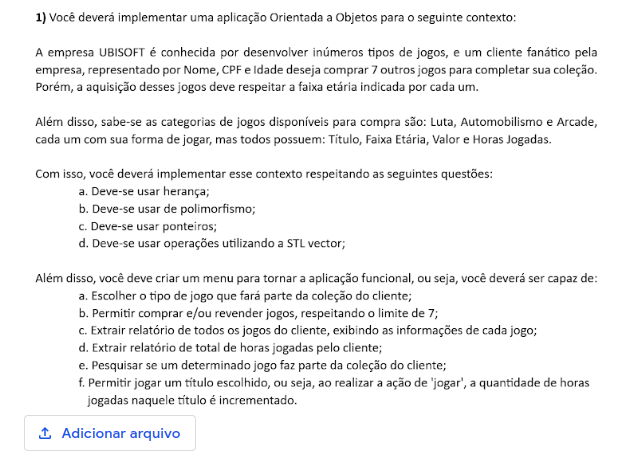 1) Você deverá implementar uma aplicação Orientada a Objetos para o seguinte contexto:
A empresa UBISOFT é conhecida por desenvolver inúmeros tipos de jogos, e um cliente fanático pela
empresa, representado por Nome, CPF e Idade deseja comprar 7 outros jogos para completar sua coleção.
Porém, a aquisição desses jogos deve respeitar a faixa etária indicada por cada um.
Além disso, sabe-se as categorias de jogos disponíveis para compra são: Luta, Automobilismo e Arcade,
cada um com sua forma de jogar, mas todos possuem: Título, Faixa Etária, Valor e Horas Jogadas.
Com isso, você deverá implementar esse contexto respeitando as seguintes questões:
a. Deve-se usar herança;
b. Deve-se usar de polimorfismo;
c. Deve-se usar ponteiros;
d. Deve-se usar operações utilizando a STL vector;
Além disso, você deve criar um menu para tornar a aplicação funcional, ou seja, você deverá ser capaz de:
a. Escolher o tipo de jogo que fará parte da coleção do cliente;
b. Permitir comprar e/ou revender jogos, respeitando o limite de 7;
c. Extrair relatório de todos os jogos do cliente, exibindo as informações de cada jogo;
d. Extrair relatório de total de horas jogadas pelo cliente;
e. Pesquisar se um determinado jogo faz parte da coleção do cliente;
f. Permitir jogar um título escolhido, ou seja, ao realizar a ação de 'jogar', a quantidade de horas
jogadas naquele título é incrementado.
Adicionar arquivo